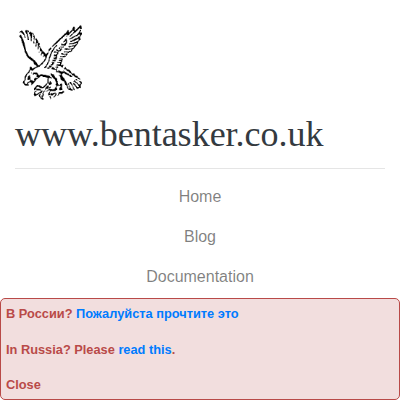 www.bentasker.co.uk
Home
Blog
Documentation
В России? Пожалуйста прочтите это
In Russia? Please read this.
Close